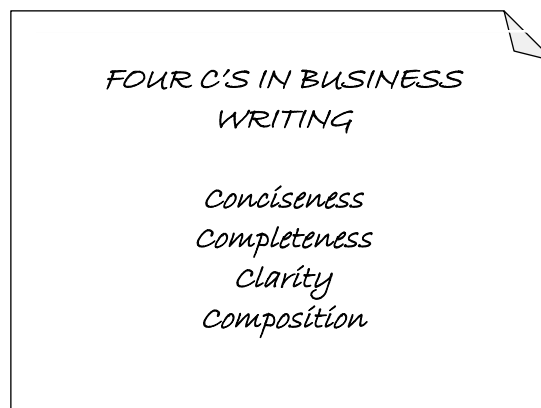 FOUR C'S IN BUSINESS
WRITING
Conciseness
Completeness
Clarity
Composition